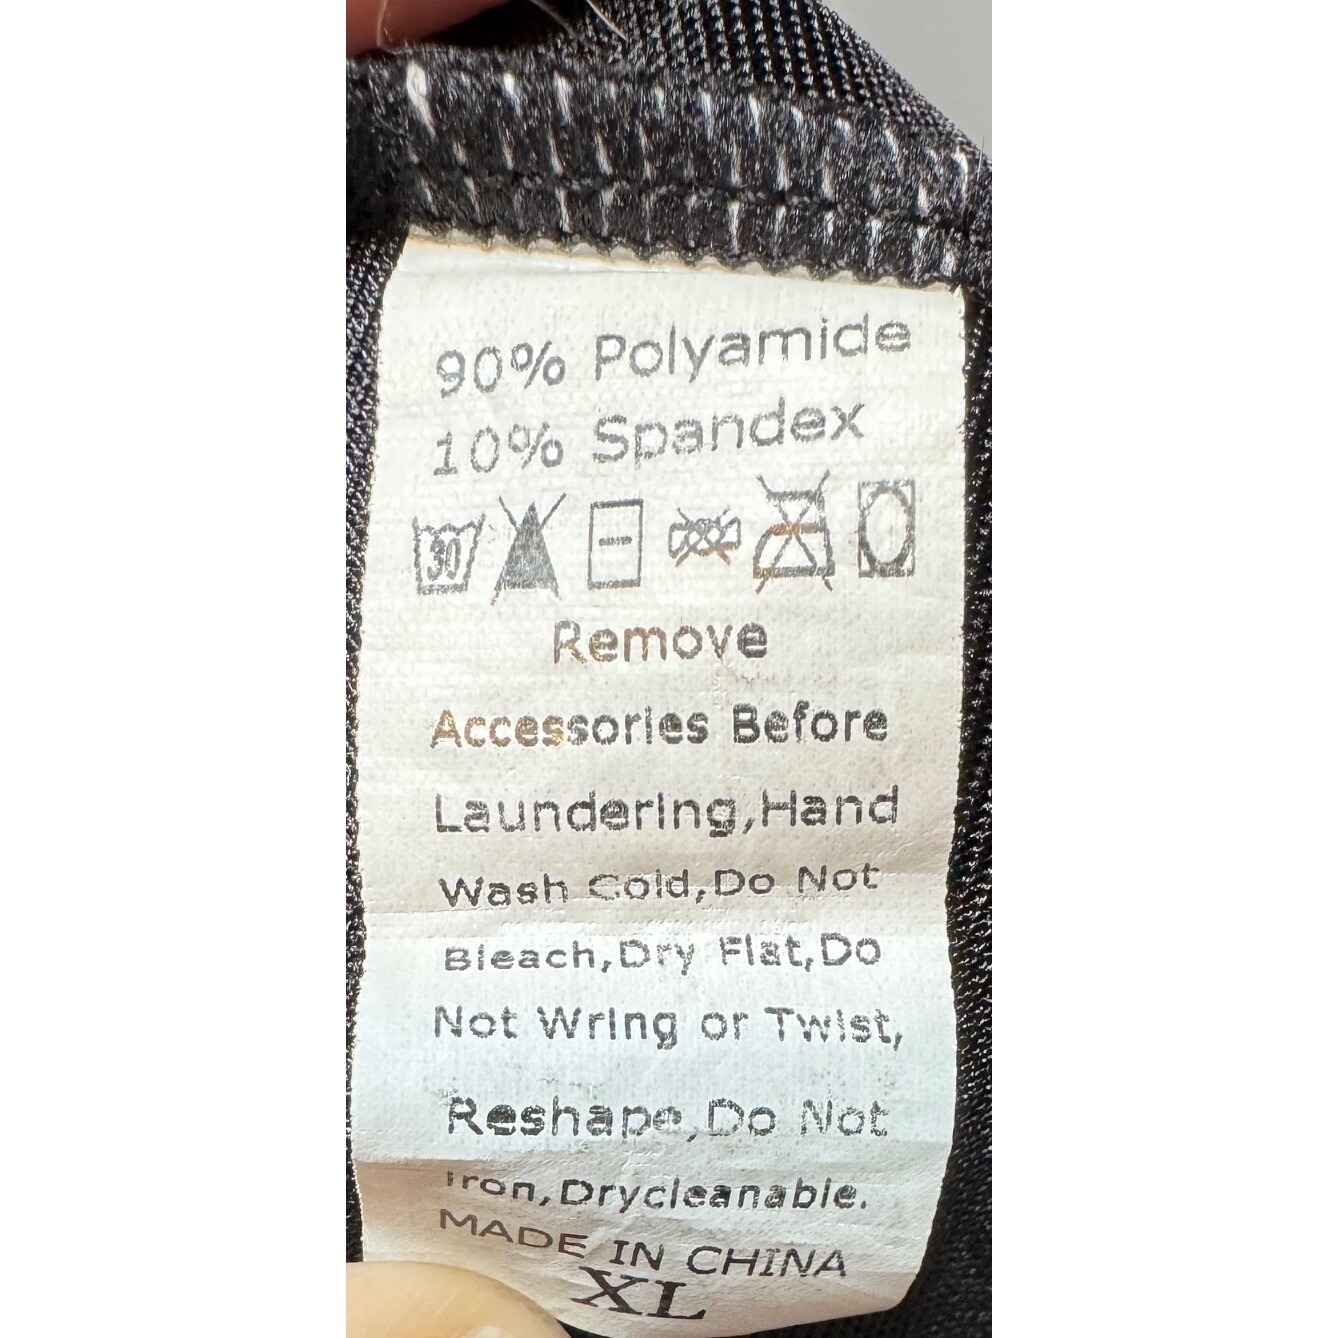 90% Polyamide
10% Spandex
30
Remove
Accessories Before
Laundering,Hand
Wash Cold,Do Not
Bleach,Dry Flat,Do
Not Wring or Twist,
Reshape,Do Not
Iron,Drycleanable.
MADE IN CHINA
XL